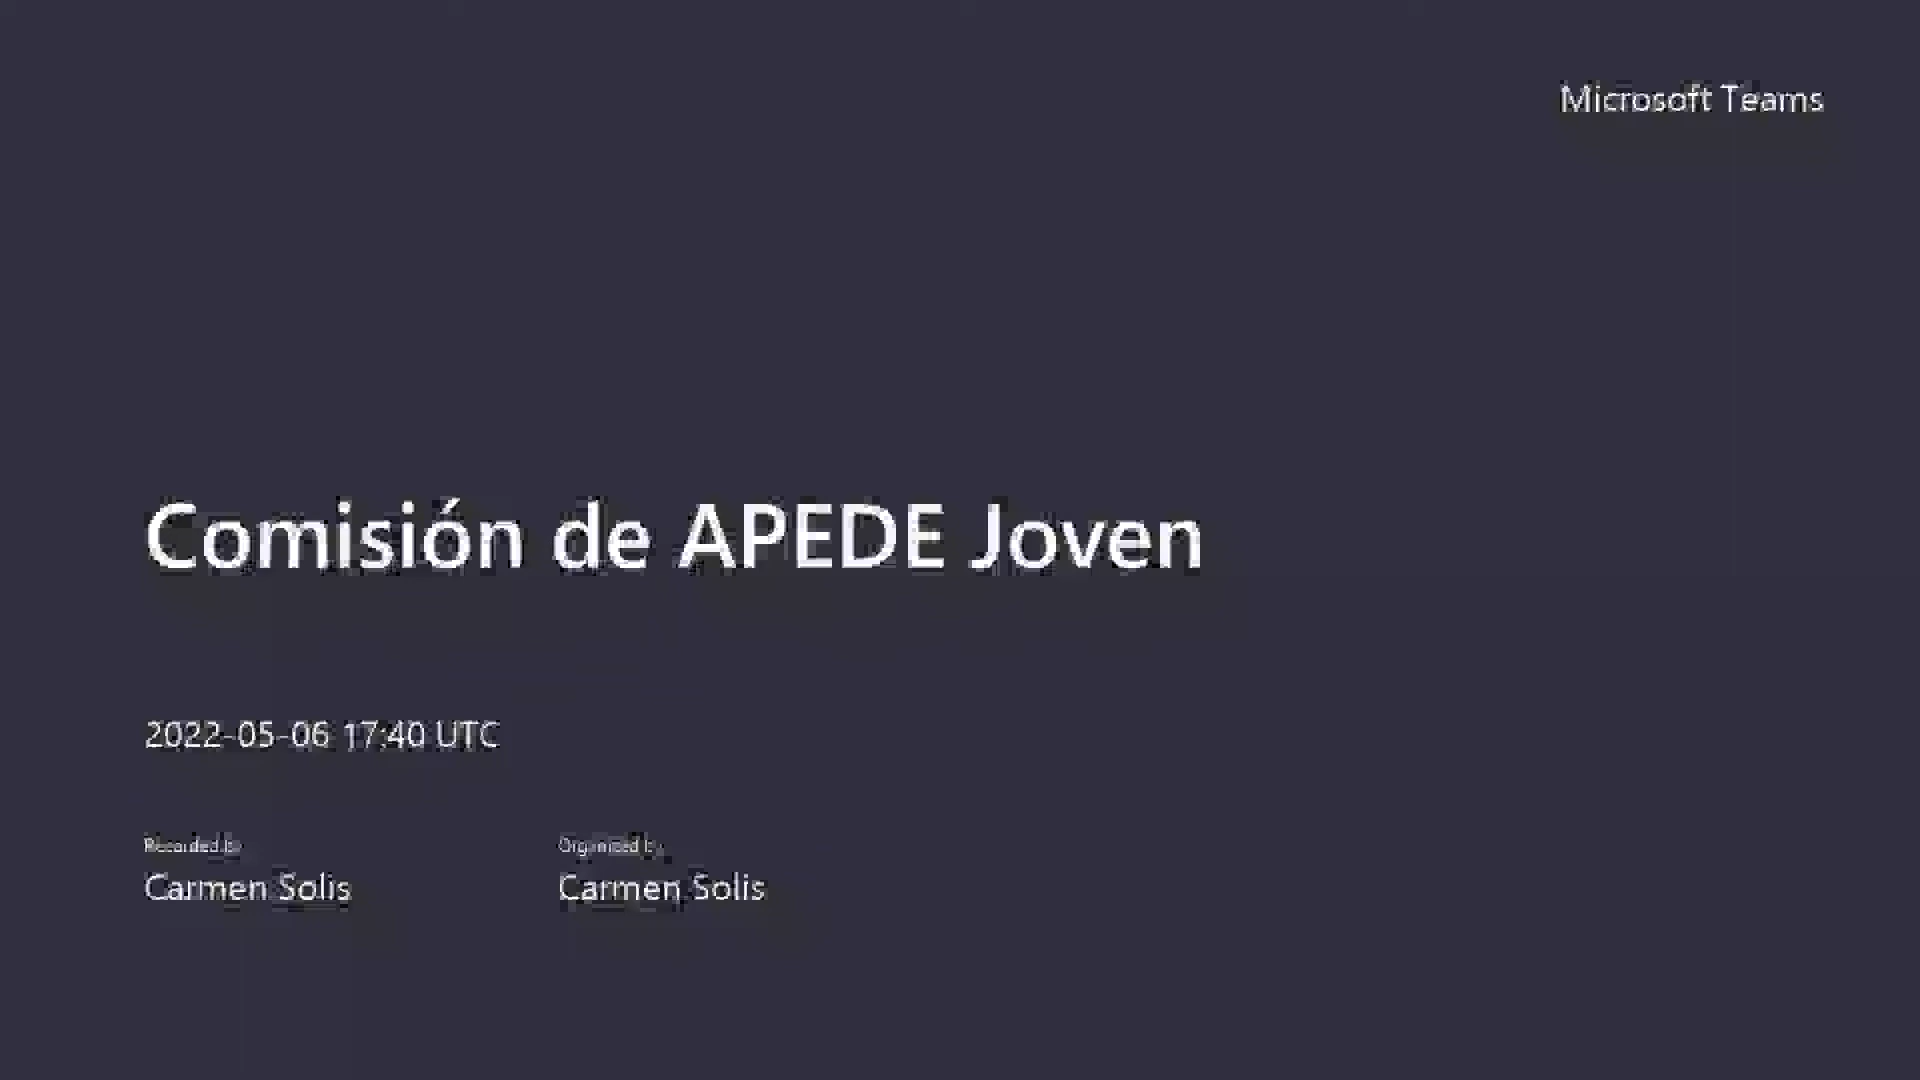 Microsoft Teams
Comisión de APEDE Joven
2022-05-06 17:40 UTC
Recorded by
Organized by
Carmen Solis
Carmen Solis